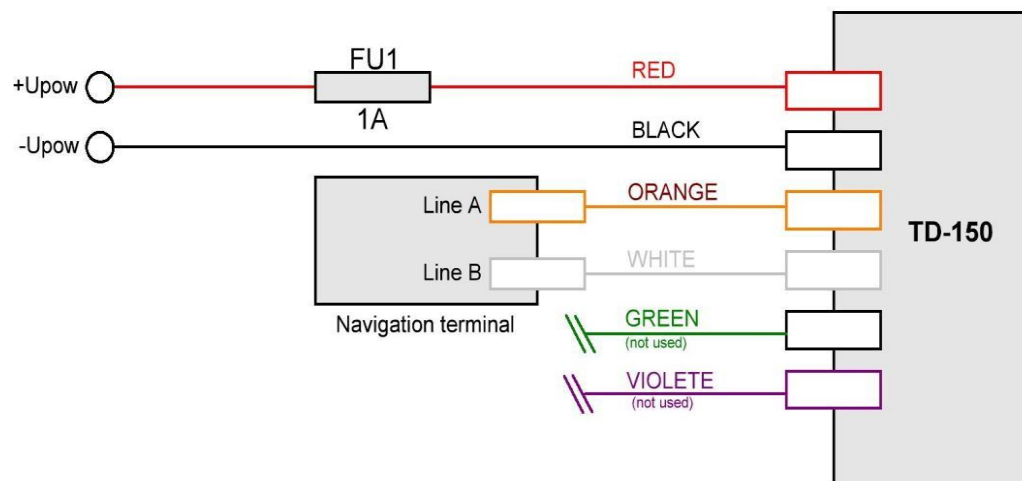 FU1
+Upow
RED
1A
BLACK
-Upow
Line A
ORANGE
TD-150
Line B
WHITE
Navigation terminal
GREEN
(not used)
VIOLETE
(not used)